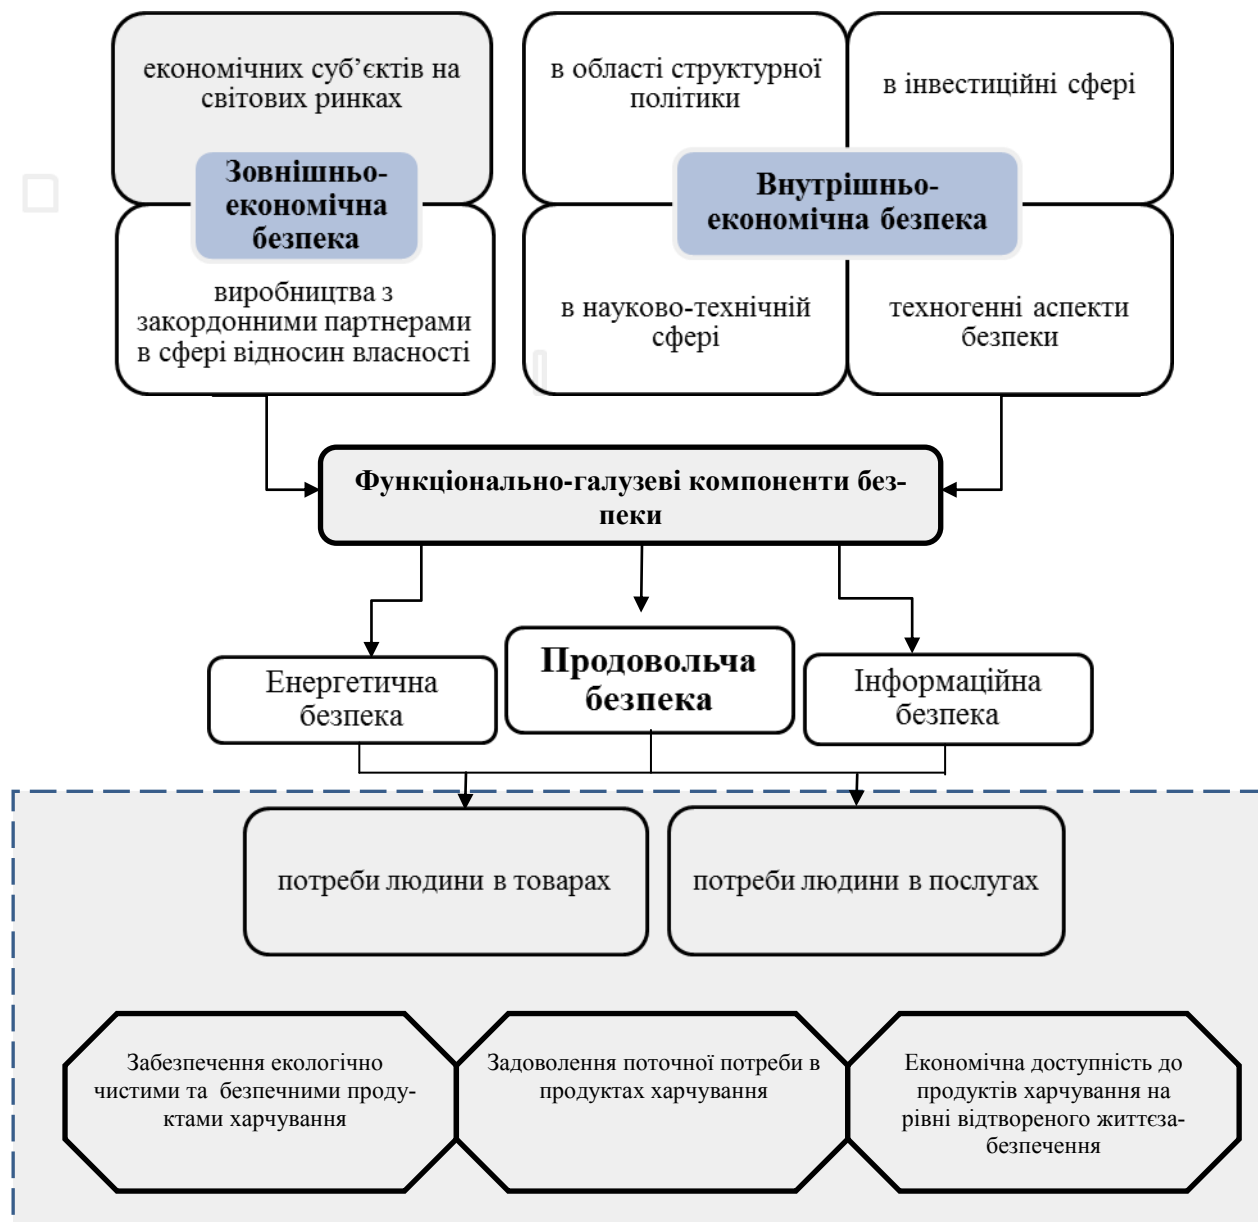 економічних суб’єктів на
світових ринках
Зовнішньо-
економічна
безпека
виробництва з
закордонними партнерами
в сфері відносин власності
в області структурної
політики
в інвестиційні сфері
Внутрішньо-
економічна безпека
в науково-технічній
сфері
техногенні аспекти
безпеки
Функціонально-галузеві компоненти без-
пеки
Енергетична
безпека
Продовольча
безпека
Інформаційна
безпека
потреби людини в товарах
потреби людини в послугах
Забезпечення екологічно
чистими та безпечними проду-
ктами харчування
Задоволення поточної потреби в
продуктах харчування
Економічна доступність до
продуктів харчування на
рівні відтвореного життєза-
безпечення